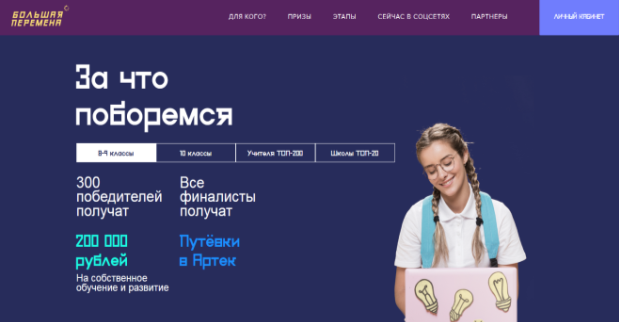 БОЛЬШАЯ
ПЕРЕМЕНА
ДЛЯ КОГО?
ПРИЗЫ
ЭТАПЫ
СЕЙЧАС В СОЦСЕТЯХ
ПАРТНЕРЫ
ЛИЧНЫЙ КАБИНЕТ
За что
поборемся
8-9 классы
10 классы
Учителя ТОП-200
Школы ТОП-20
300
победителей
получат
200 000
рублей
На собственное
обучение и развитие
Все
финалисты
получат
Путёвки
в Артек